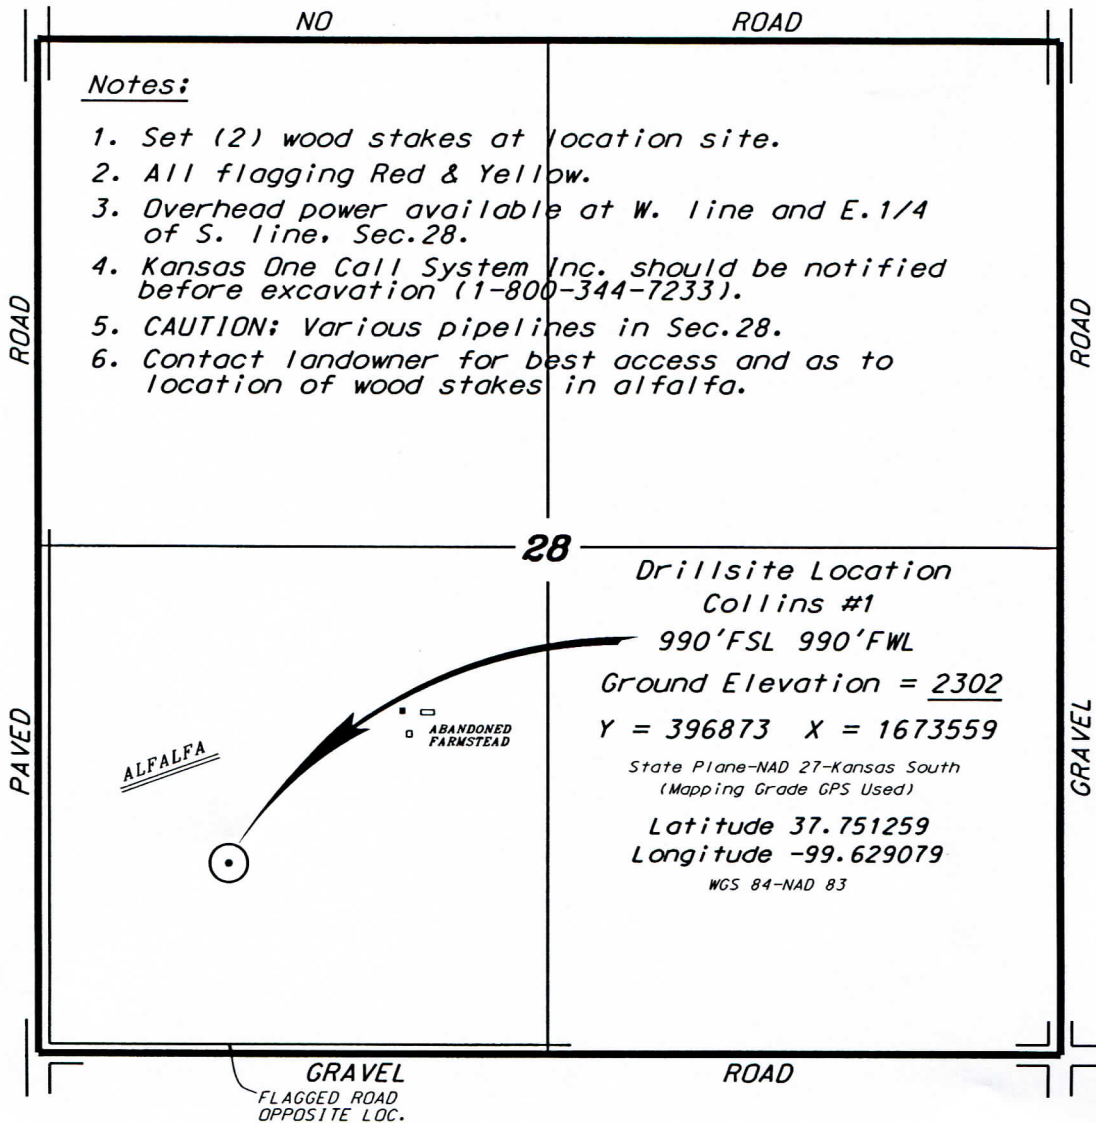 NO ROAD
Notes:
1. Set (2) wood stakes at location site.
2. All flagging Red & Yellow.
3. Overhead power available at W. line and E.1/4
of S. line, Sec.28.
4. Kansas One Call System Inc. should be notified
before excavation (1-800-344-7233).
5. CAUTION: Various pipelines in Sec.28.
6. Contact landowner for best access and as to
location of wood stakes in alfalfa.
ROAD
ROAD
28
Drillsite Location
Collins #1
990'FSL 990'FWL
Ground Elevation = 2302
Y = 396873 X = 1673559
State Plane-NAD 27-Kansas South
(Mapping Grade GPS Used)
Latitude 37.751259
Longitude -99.629079
WGS 84-NAD 83
ABANDONED
FARMSTEAD
ALFALFA
PAVED
GRAVEL
GRAVEL ROAD
FLAGGED ROAD
OPPOSITE LOC.